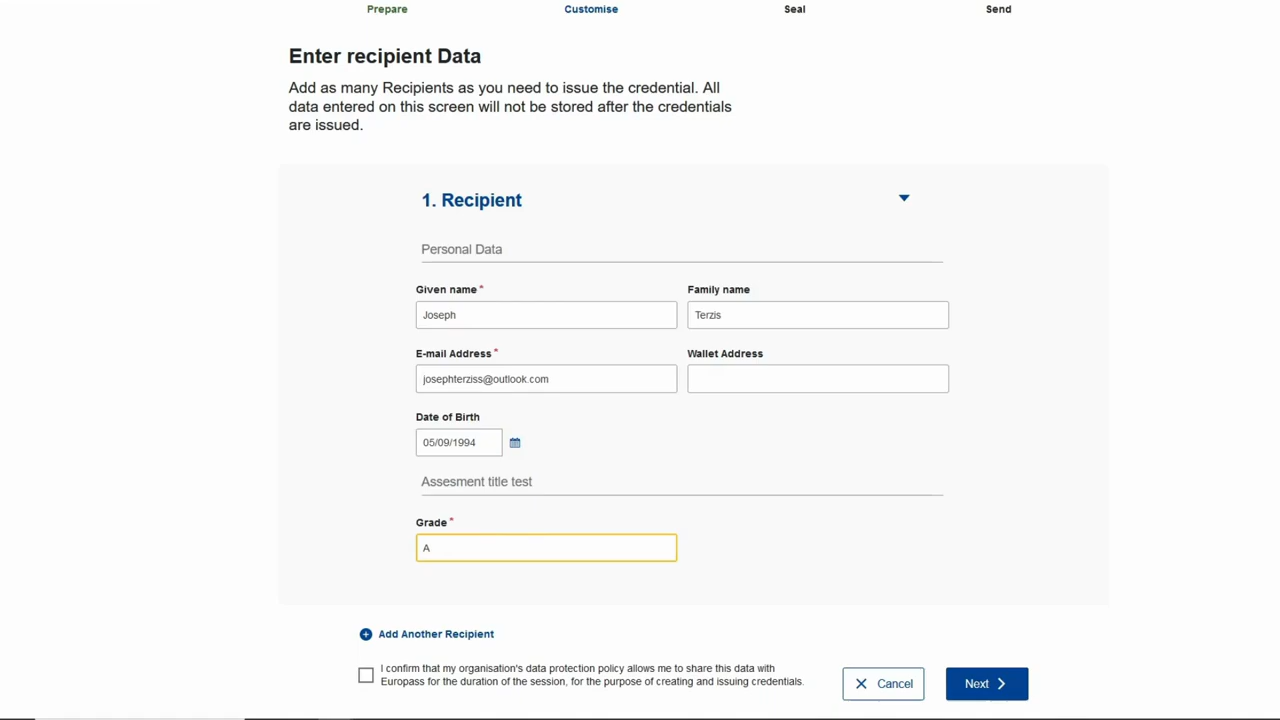 Prepare
Customise
Seal
Send
Enter recipient Data
Add as many Recipients as you need to issue the credential. All
data entered on this screen will not be stored after the credentials
are issued.
1. Recipient
Personal Data
Given name *
Family name
Joseph
Terzis
E-mail Address *
Wallet Address
josephterziss@outlook.com
Date of Birth
05/09/1994
Assesment title test
Grade *
A
Add Another Recipient
I confirm that my organisation's data protection policy allows me to share this data with
Europass for the duration of the session, for the purpose of creating and issuing credentials.
Cancel
Next